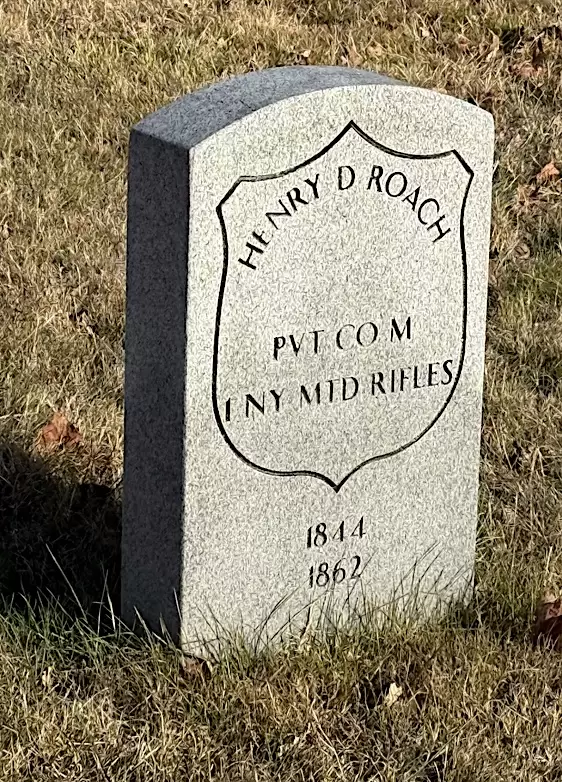 HENRY D ROACH
PVT CO M
1 NY MTD RIFLES
1844
1862